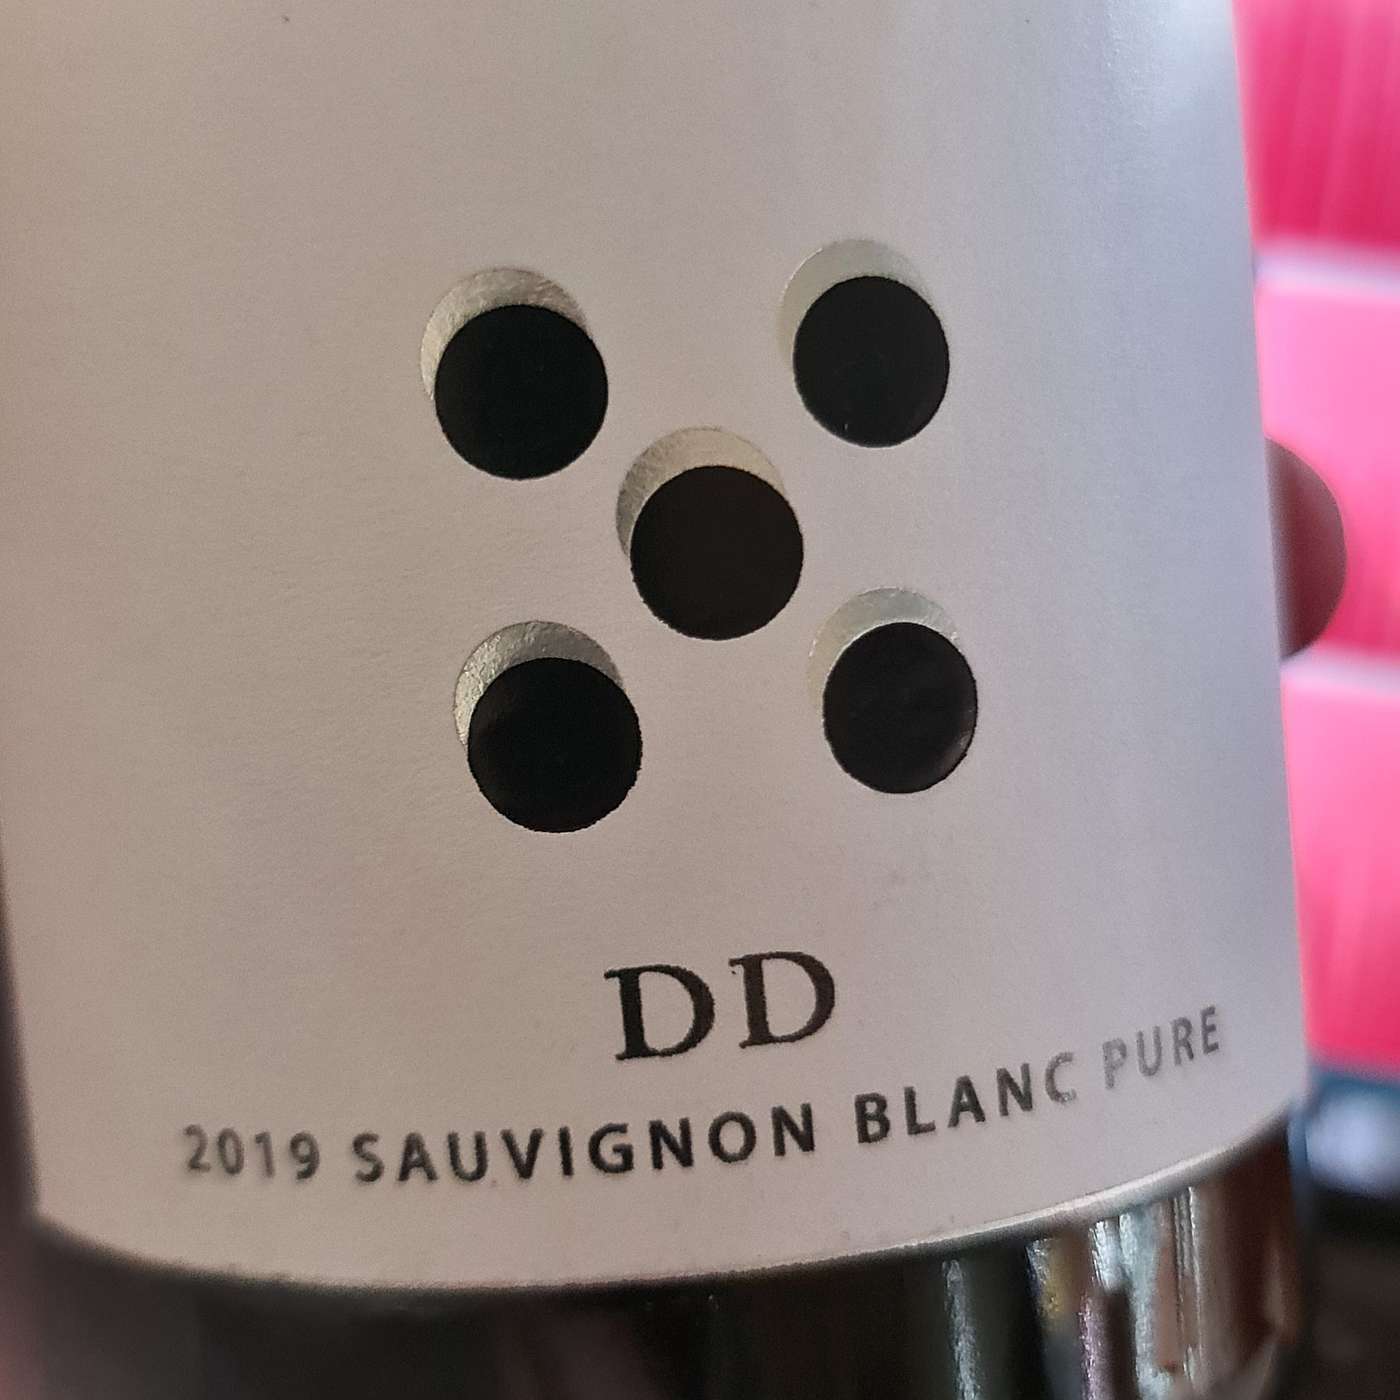 DD
2019 SAUVIGNON BLANC PURE